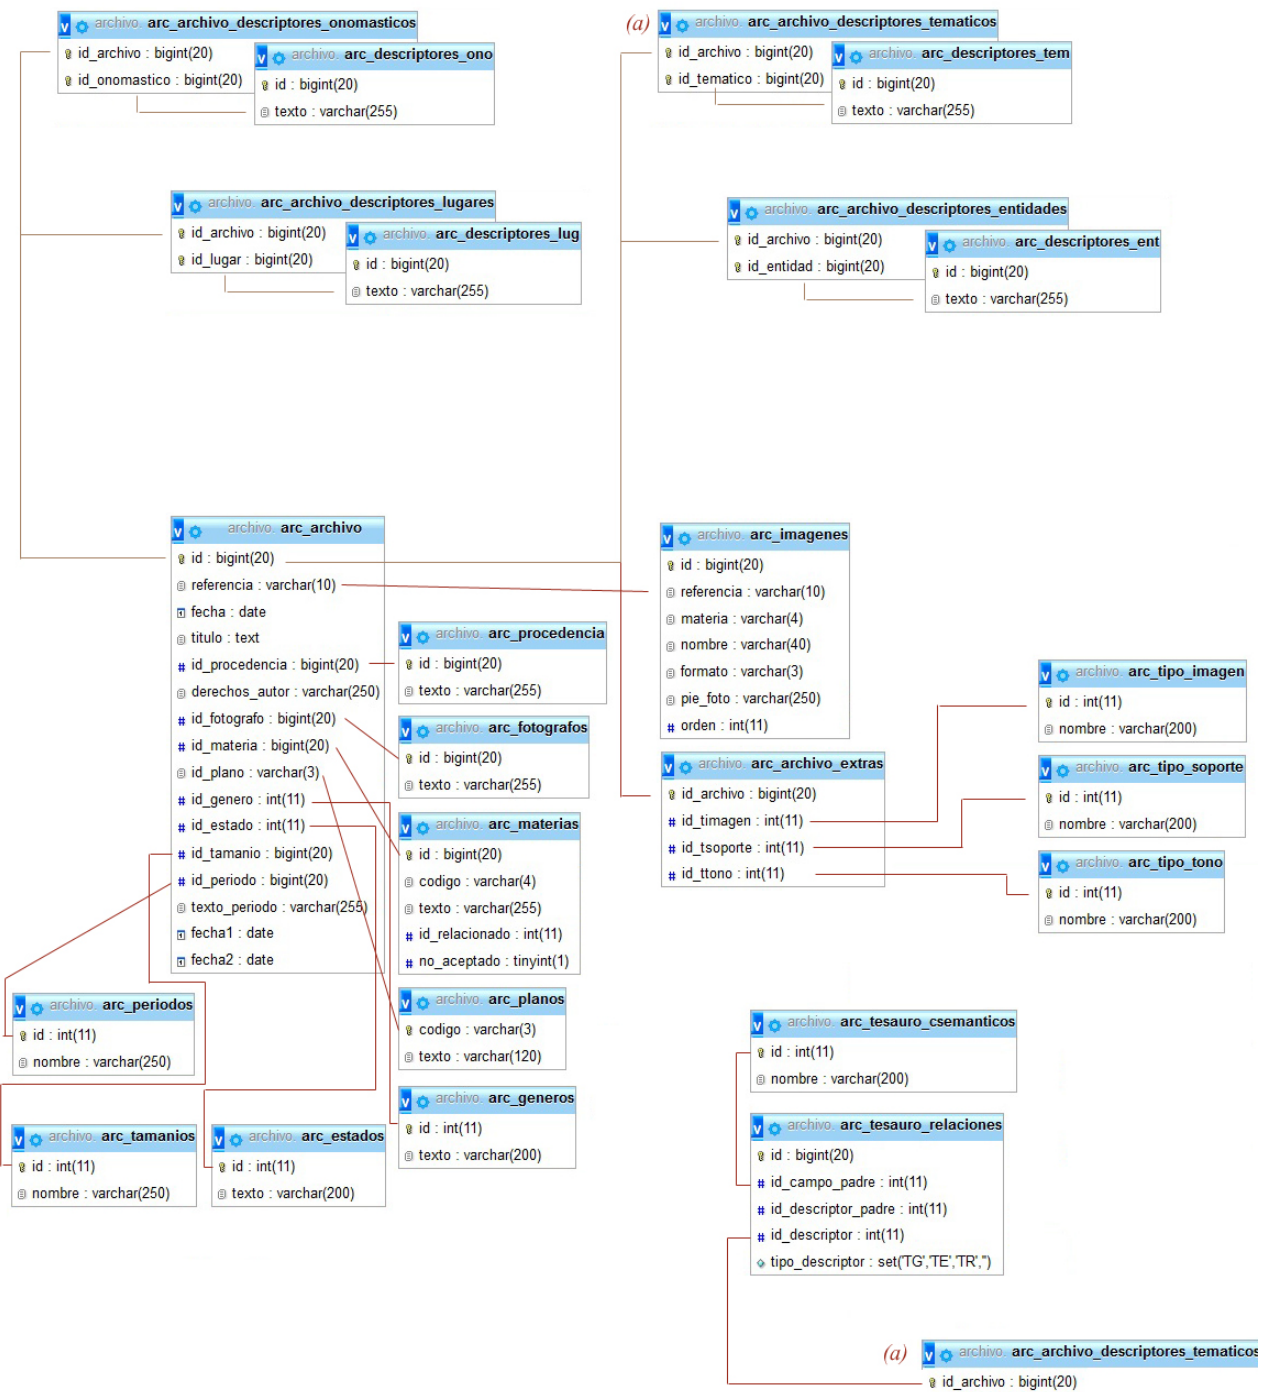 archivo. arc_archivo_descriptores_onomasticos
id_archivo : bigint(20)
id_onomastico : bigint(20)
archivo. arc_descriptores_ono
id : bigint(20)
texto : varchar(255)
(a)
archivo. arc_archivo_descriptores_tematicos
id_archivo : bigint(20)
id_tematico : bigint(20)
archivo. arc_descriptores_tem
id : bigint(20)
texto : varchar(255)
archivo. arc_archivo_descriptores_lugares
id_archivo : bigint(20)
id_lugar : bigint(20)
archivo. arc_descriptores_lug
id : bigint(20)
texto : varchar(255)
archivo. arc_archivo_descriptores_entidades
id_archivo : bigint(20)
id_entidad : bigint(20)
archivo. arc_descriptores_ent
id : bigint(20)
texto : varchar(255)
archivo. arc_archivo
id : bigint(20)
referencia : varchar(10)
fecha : date
titulo : text
id_procedencia : bigint(20)
derechos_autor : varchar(250)
id_fotografo : bigint(20)
id_materia : bigint(20)
id_plano : varchar(3)
id_genero : int(11)
id_estado : int(11)
id_tamanio : bigint(20)
id_periodo : bigint(20)
texto_periodo : varchar(255)
fecha1 : date
fecha2 : date
archivo. arc_procedencia
id : bigint(20)
texto : varchar(255)
archivo. arc_fotografos
id : bigint(20)
texto : varchar(255)
archivo. arc_materias
id : bigint(20)
codigo : varchar(4)
texto : varchar(255)
id_relacionado : int(11)
no_aceptado : tinyint(1)
archivo. arc_planos
codigo : varchar(3)
texto : varchar(120)
archivo. arc_generos
id : int(11)
texto : varchar(200)
archivo. arc_periodos
id : int(11)
nombre : varchar(250)
archivo. arc_tamanios
id : int(11)
nombre : varchar(250)
archivo. arc_estados
id : int(11)
texto : varchar(200)
archivo. arc_imagenes
id : bigint(20)
referencia : varchar(10)
materia : varchar(4)
nombre : varchar(40)
formato : varchar(3)
pie_foto : varchar(250)
orden : int(11)
archivo. arc_archivo_extras
id_archivo : bigint(20)
id_timagen : int(11)
id_tsoporte : int(11)
id_ttono : int(11)
archivo. arc_tipo_imagen
id : int(11)
nombre : varchar(200)
archivo. arc_tipo_soporte
id : int(11)
nombre : varchar(200)
archivo. arc_tipo_tono
id : int(11)
nombre : varchar(200)
archivo. arc_tesauro_csemanticos
id : int(11)
nombre : varchar(200)
archivo. arc_tesauro_relaciones
id : bigint(20)
id_campo_padre : int(11)
id_descriptor_padre : int(11)
id_descriptor : int(11)
tipo_descriptor : set('TG','TE','TR','')
(a)
archivo. arc_archivo_descriptores_tematicos
id_archivo : bigint(20)